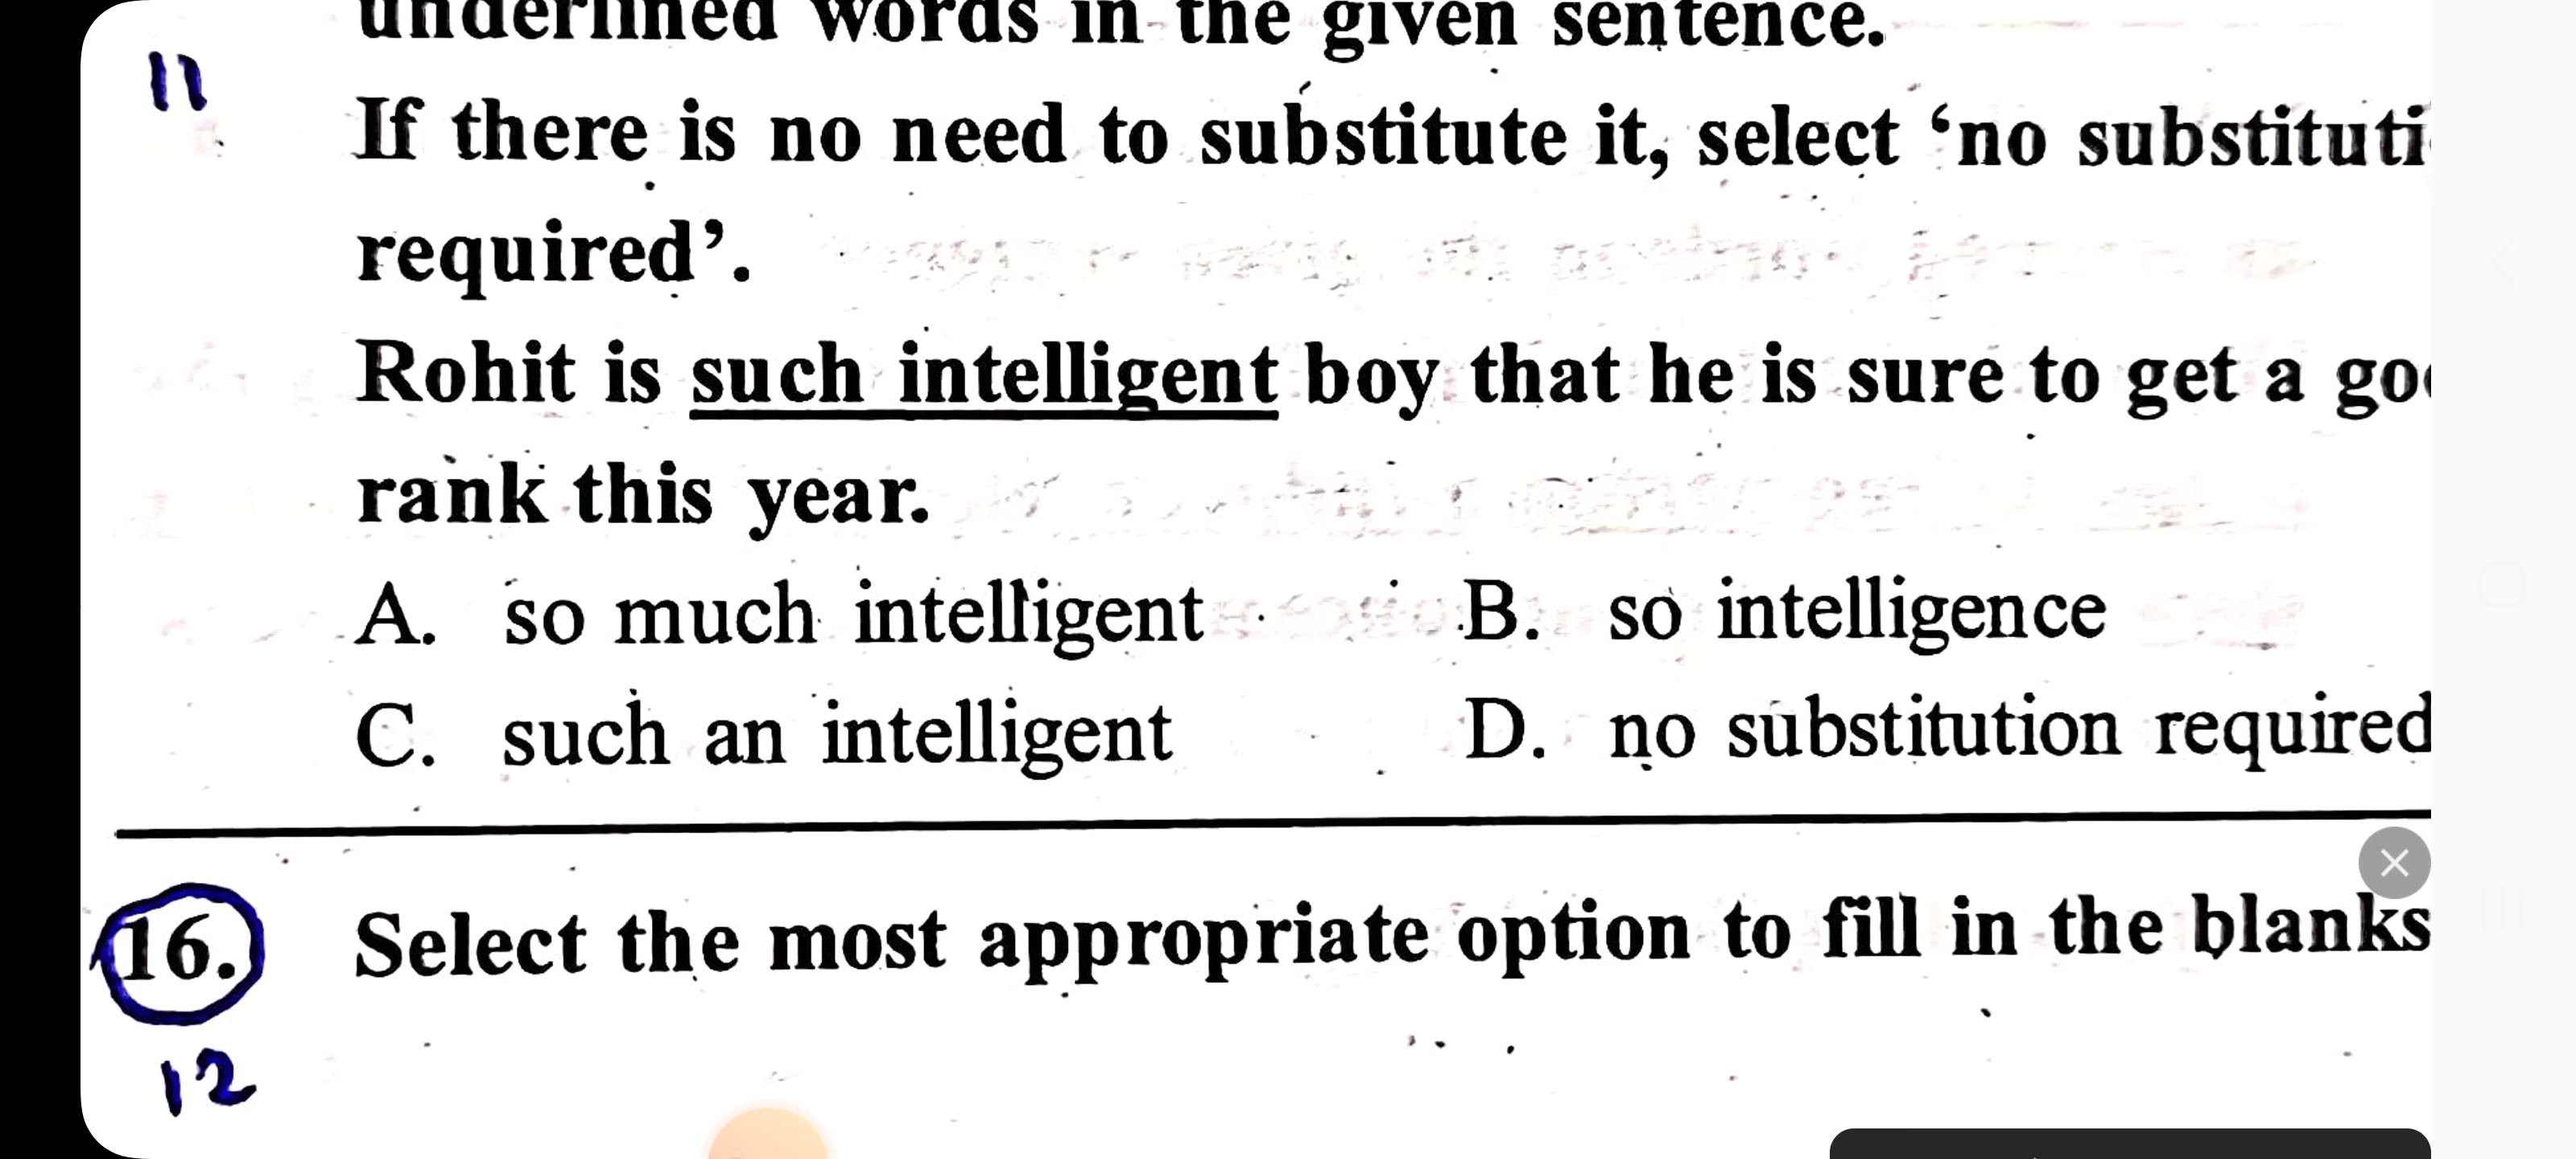 underlined words in the given sentence.
11
If there is no need to substitute it, select ‘no substituti
required’.
Rohit is such intelligent boy that he is sure to get a go
rank this year.
A. so much intelligent B. so intelligence
C. such an intelligent D. no substitution required
16. Select the most appropriate option to fill in the blanks
12